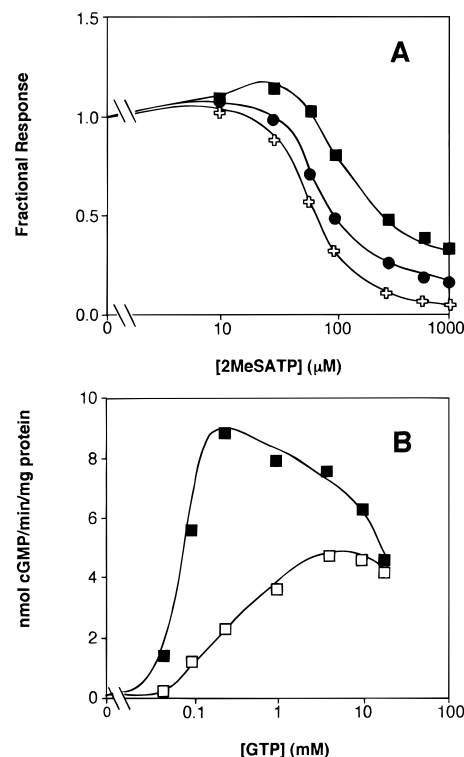 1.5
A
1.0
Fractional Response
0.5
0.0
0 10 100 1000
[2MeSATP] (µM)
10
B
8
6
nmol cGMP/min/mg protein
4
2
0
0 0.1 1 10 100
[GTP] (mM)